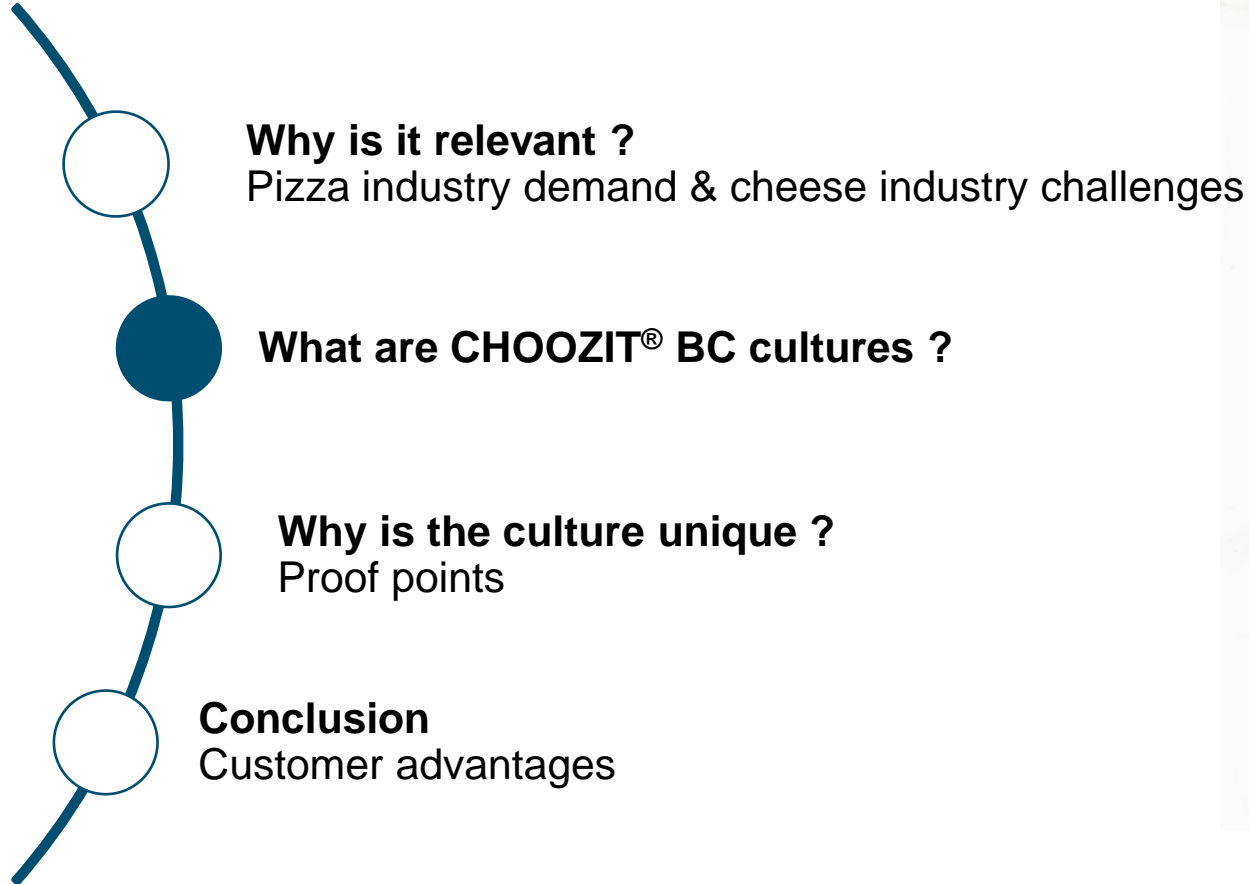 Why is it relevant ?
Pizza industry demand & cheese industry challenges
What are CHOOZIT® BC cultures ?
Why is the culture unique ?
Proof points
Conclusion
Customer advantages